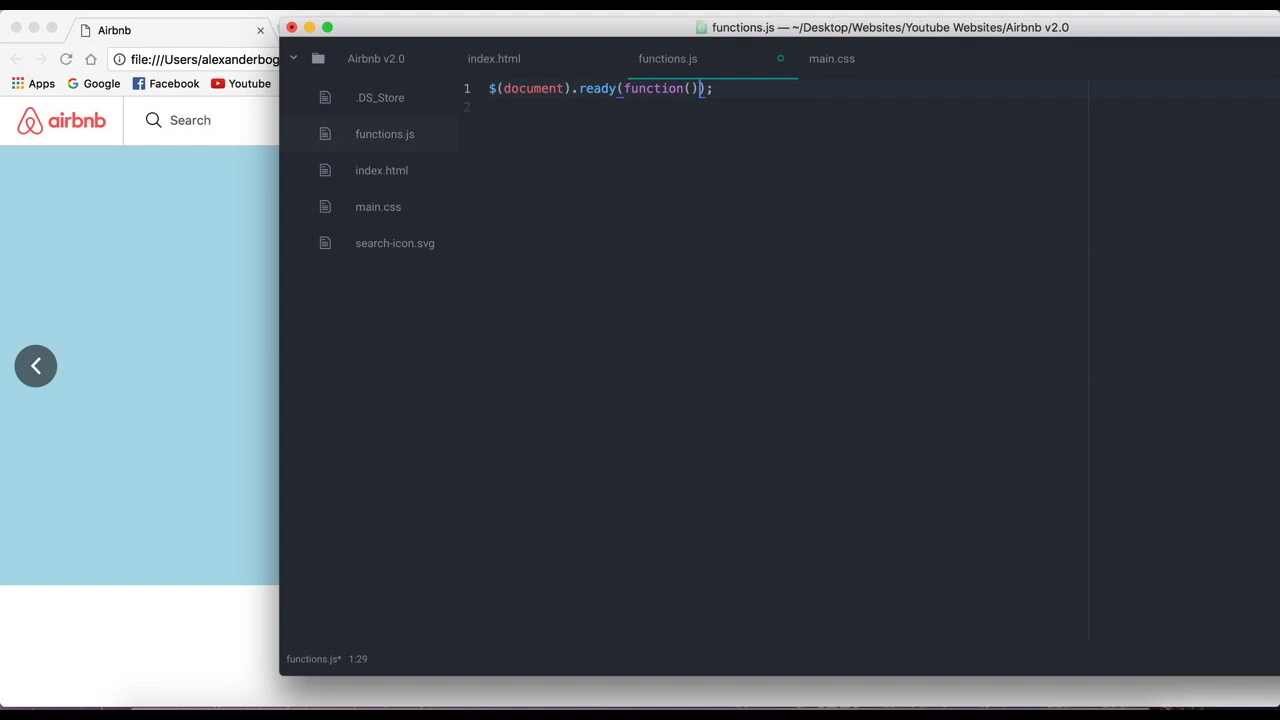 Airbnb
file:///Users/alexanderbog
Apps Google Facebook Youtube
airbnb Search
functions.js — ~/Desktop/Websites/Youtube Websites/Airbnb v2.0
Airbnb v2.0 index.html functions.js main.css
.DS_Store
functions.js
index.html
main.css
search-icon.svg
1 $(document).ready(function());
2
functions.js* 1:29